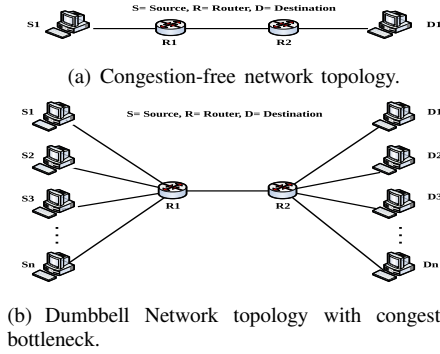 S= Source, R= Router, D= Destination
S1
R1
R2
D1
(a) Congestion-free network topology.
S1
S= Source, R= Router, D= Destination
D1
S2
D2
S3
R1
R2
D3
Sn
Dn
(b) Dumbbell Network topology with congest
bottleneck.